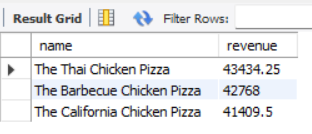 Result Grid Filter Rows:
name revenue
The Thai Chicken Pizza 43434.25
The Barbecue Chicken Pizza 42768
The California Chicken Pizza 41409.5